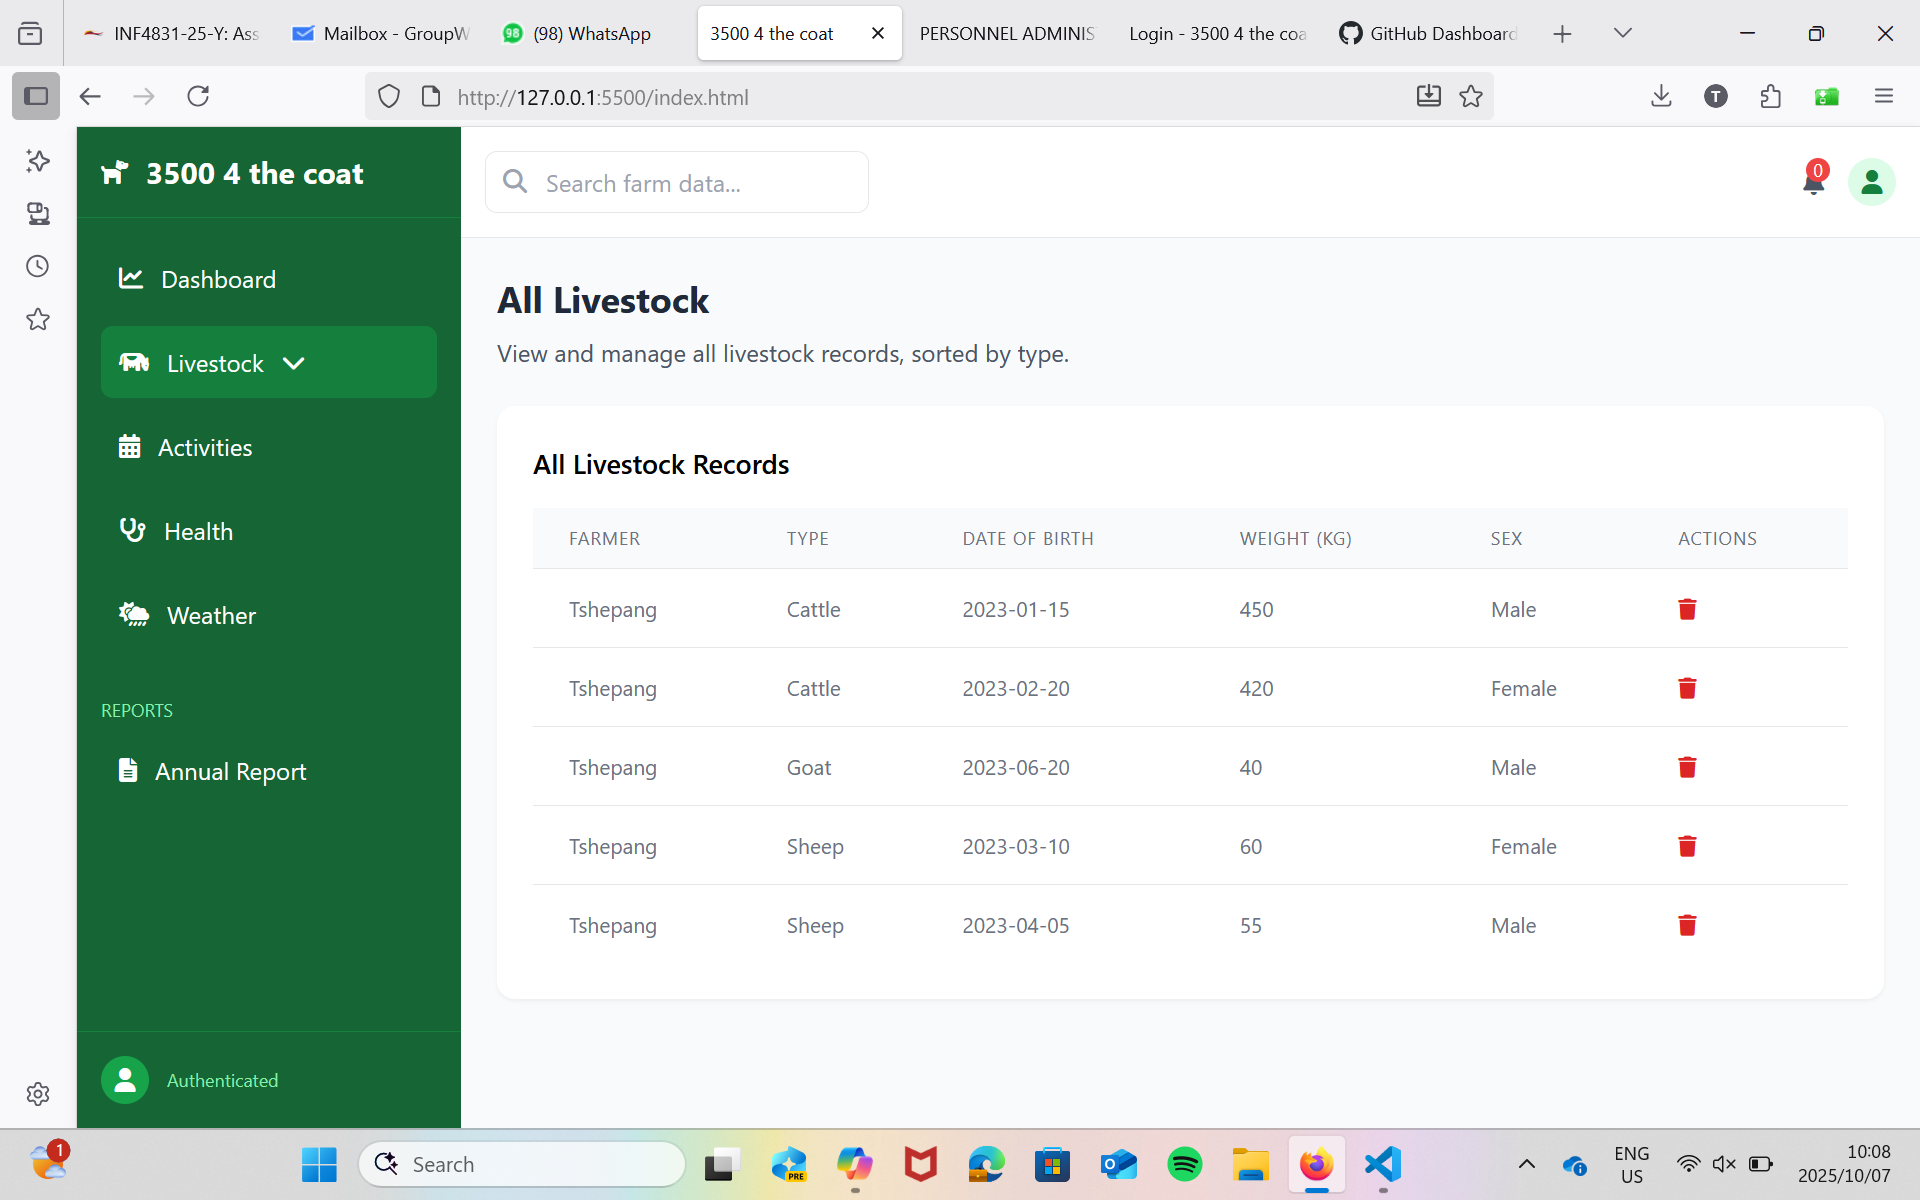 INF4831-25-Y: Ass
Mailbox - GroupW
98
(98) WhatsApp
3500 4 the coat
PERSONNEL ADMINIS
Login - 3500 4 the coa
GitHub Dashboard
http://127.0.0.1:5500/index.html
T
3500 4 the coat
Search farm data...
0
Dashboard
Livestock
Activities
Health
Weather
REPORTS
Annual Report
Authenticated
All Livestock
View and manage all livestock records, sorted by type.
All Livestock Records
FARMER TYPE DATE OF BIRTH WEIGHT (KG) SEX ACTIONS
Tshepang Cattle 2023-01-15 450 Male
Tshepang Cattle 2023-02-20 420 Female
Tshepang Goat 2023-06-20 40 Male
Tshepang Sheep 2023-03-10 60 Female
Tshepang Sheep 2023-04-05 55 Male
1
Search
PRE
ENG
US
10:08
2025/10/07